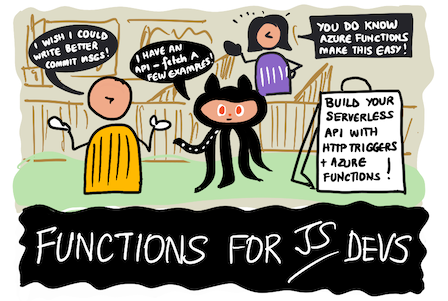 I WISH I COULD
WRITE BETTER
COMMIT MSGS!
I HAVE AN
API - fETCH A
FEW EXAMPLES!
YOU DO KNOW
AZURE FUNCTIONS
MAKE THIS EASY!
BUILD YOUR
SERVERLESS
API WITH
HTTP TRIGGERS
+ AZURE
FUNCTIONS!
FUNCTIONS FOR JS DEVS